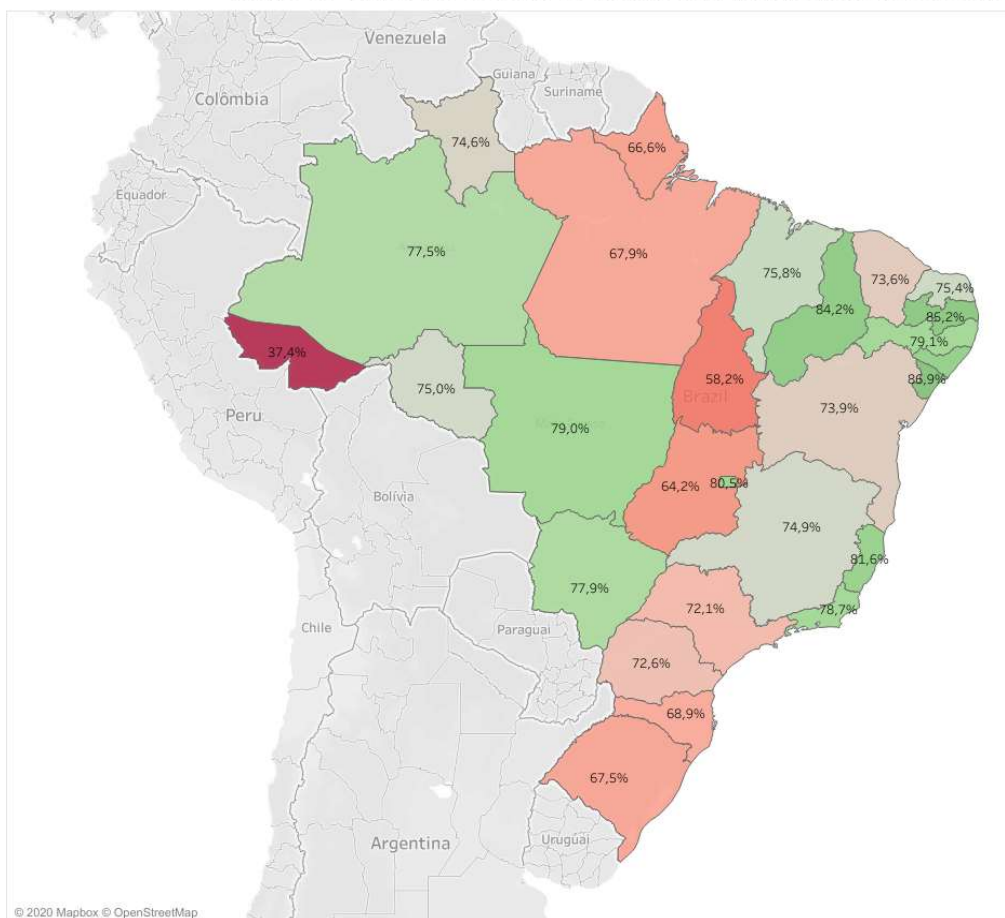 Venezuela
Guiana
Suriname
Colômbia
Equador
74,6%
66,6%
77,5%
67,9%
75,8%
73,6%
75,4%
84,2%
85,2%
79,1%
37,4%
58,2%
86,9%
75,0%
Brazil
Peru
79,0%
73,9%
64,2%
80,5%
Bolívia
74,9%
81,6%
77,9%
78,7%
72,1%
Chile
Paraguai
72,6%
68,9%
67,5%
Argentina
Uruguai
© 2020 Mapbox © OpenStreetMap